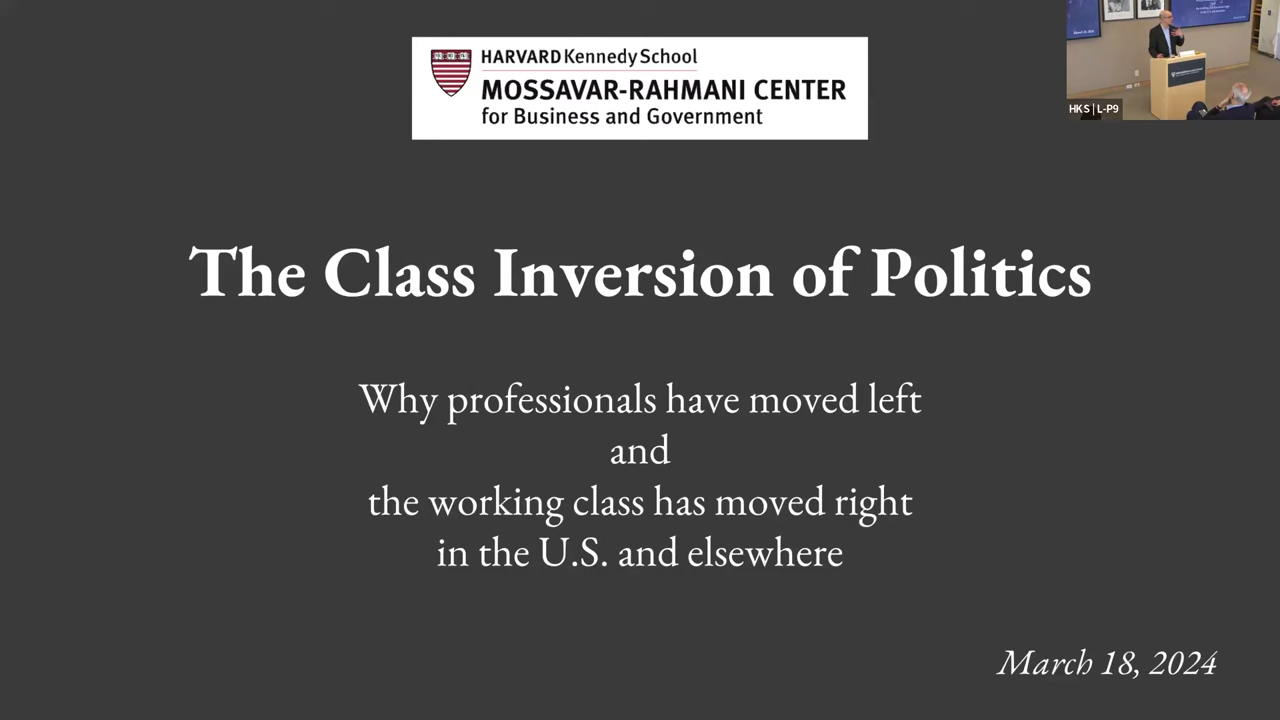 HARVARD Kennedy School
MOSSAVAR-RAHMANI CENTER
for Business and Government
HKS | L-P9
The Class Inversion of Politics
Why professionals have moved left
and
the working class has moved right
in the U.S. and elsewhere
March 18, 2024